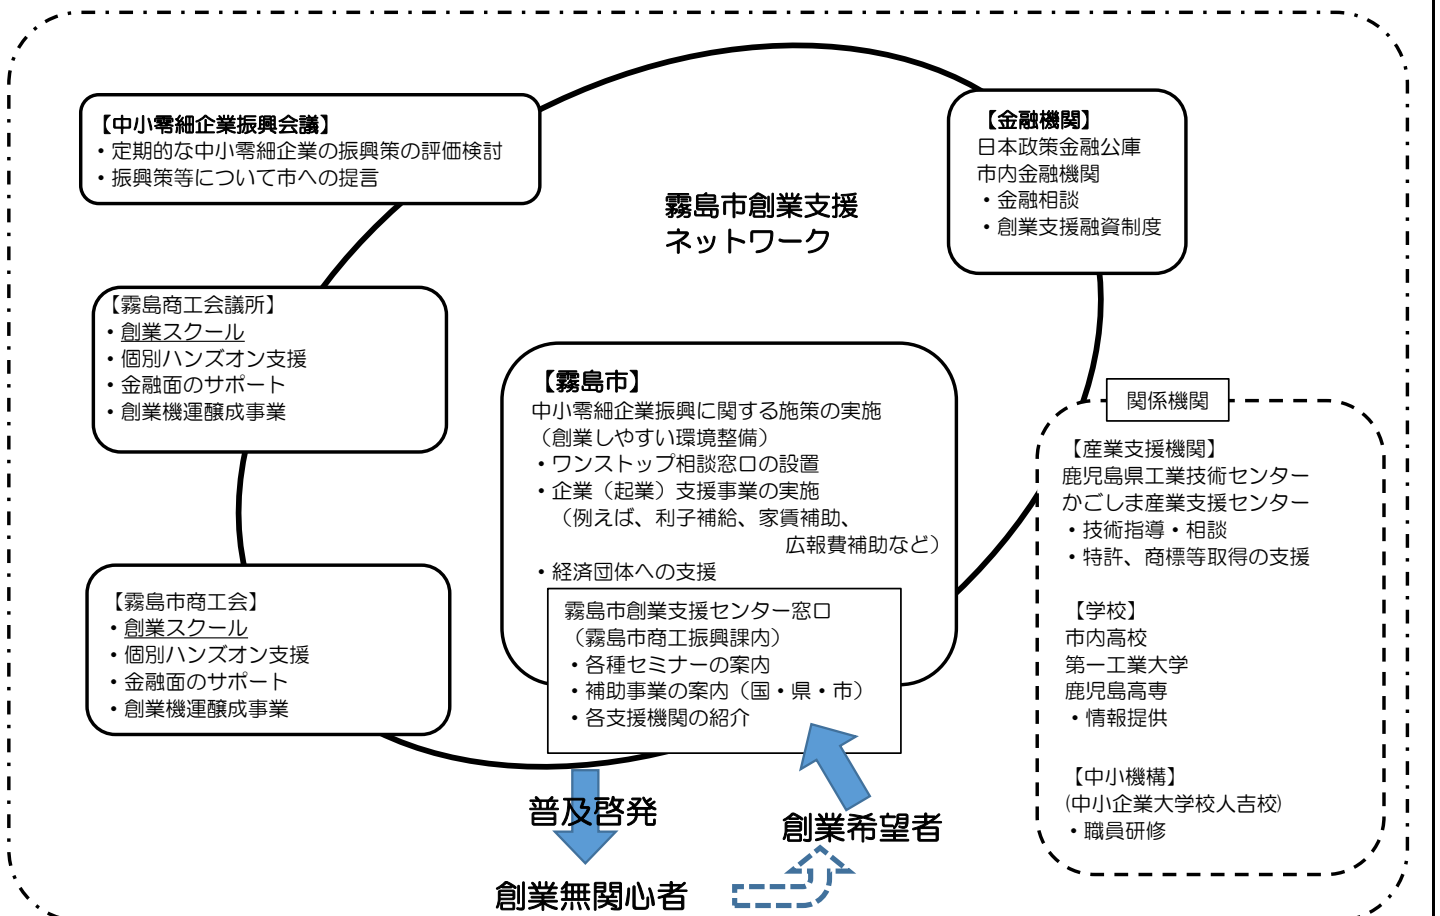 【中小零細企業振興会議】
・定期的な中小零細企業の振興策の評価検討
・振興策等について市への提言
【金融機関】
日本政策金融公庫
市内金融機関
・金融相談
・創業支援融資制度
霧島市創業支援
ネットワーク
【霧島商工会議所】
・創業スクール
・個別ハンズオン支援
・金融面のサポート
・創業機運醸成事業
【霧島市】
中小零細企業振興に関する施策の実施
（創業しやすい環境整備）
・ワンストップ相談窓口の設置
・企業（起業）支援事業の実施
（例えば、利子補給、家賃補助、
広報費補助など）
・経済団体への支援
霧島市創業支援センター窓口
（霧島市商工振興課内）
・各種セミナーの案内
・補助事業の案内（国・県・市）
・各支援機関の紹介
関係機関
【産業支援機関】
鹿児島県工業技術センター
かごしま産業支援センター
・技術指導・相談
・特許、商標等取得の支援
【学校】
市内高校
第一工業大学
鹿児島高専
・情報提供
【中小機構】
(中小企業大学校人吉校)
・職員研修
【霧島市商工会】
・創業スクール
・個別ハンズオン支援
・金融面のサポート
・創業機運醸成事業
普及啓発
創業希望者
創業無関心者